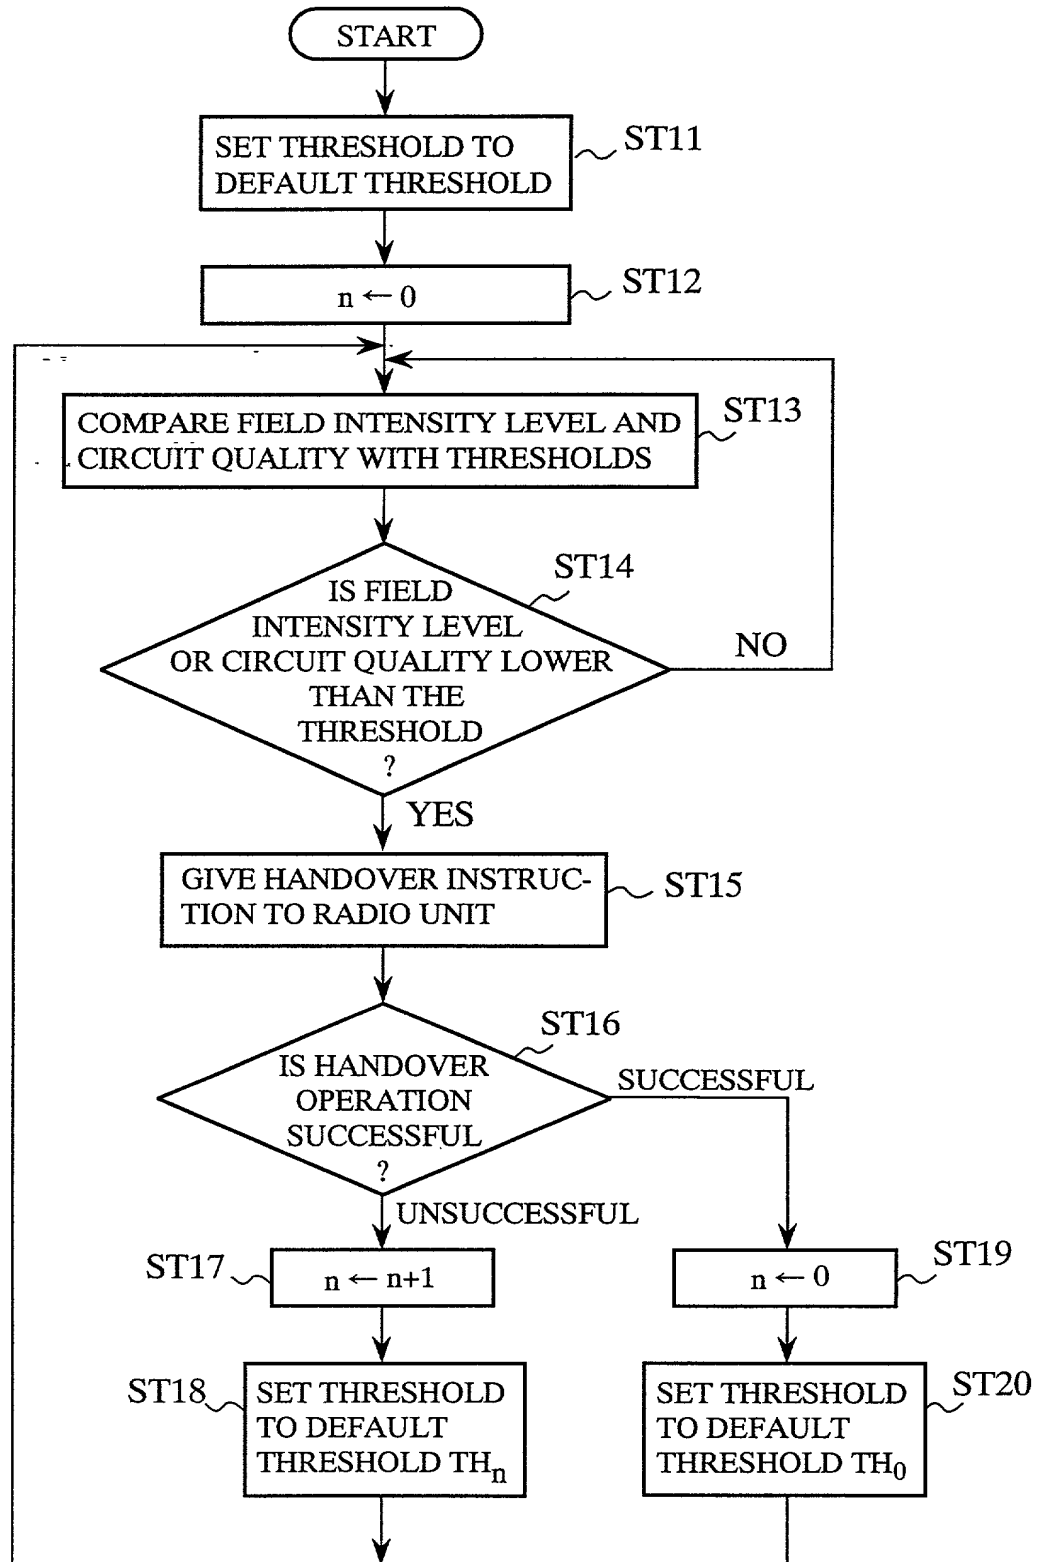 START
SET THRESHOLD TO
DEFAULT THRESHOLD
ST11
n ← 0
ST12
COMPARE FIELD INTENSITY LEVEL AND
CIRCUIT QUALITY WITH THRESHOLDS
ST13
IS FIELD
INTENSITY LEVEL
OR CIRCUIT QUALITY LOWER
THAN THE
THRESHOLD
?
ST14
NO
YES
GIVE HANDOVER INSTRUC-
TION TO RADIO UNIT
ST15
IS HANDOVER
OPERATION
SUCCESSFUL
?
ST16
SUCCESSFUL
UNSUCCESSFUL
ST17
n ← n+1
n ← 0
ST19
ST18
SET THRESHOLD
TO DEFAULT
THRESHOLD THn
SET THRESHOLD
TO DEFAULT
THRESHOLD TH0
ST20